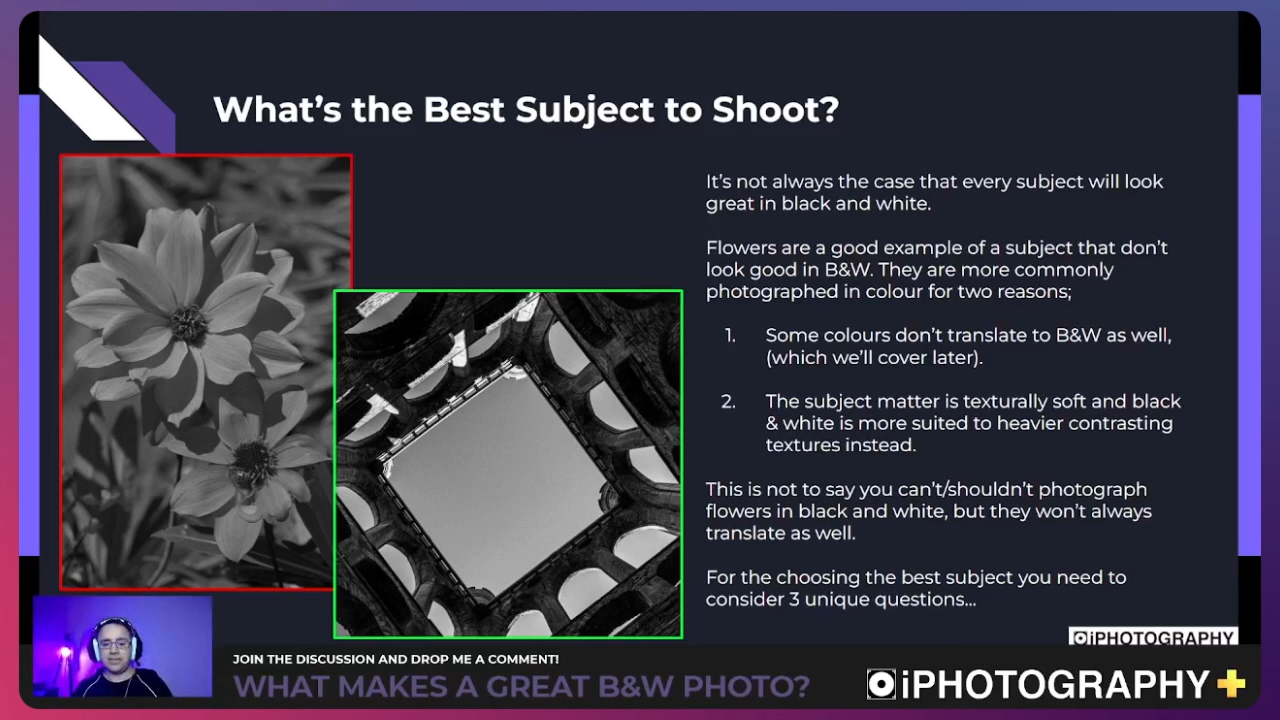 What's the Best Subject to Shoot?
It's not always the case that every subject will look
great in black and white.
Flowers are a good example of a subject that don't
look good in B&W. They are more commonly
photographed in colour for two reasons;
1. Some colours don't translate to B&W as well,
(which we'll cover later).
2. The subject matter is texturally soft and black
& white is more suited to heavier contrasting
textures instead.
This is not to say you can't/shouldn't photograph
flowers in black and white, but they won't always
translate as well.
For the choosing the best subject you need to
consider 3 unique questions...
iPHOTOGRAPHY
JOIN THE DISCUSSION AND DROP ME A COMMENT!
WHAT MAKES A GREAT B&W PHOTO?
iPHOTOGRAPHY